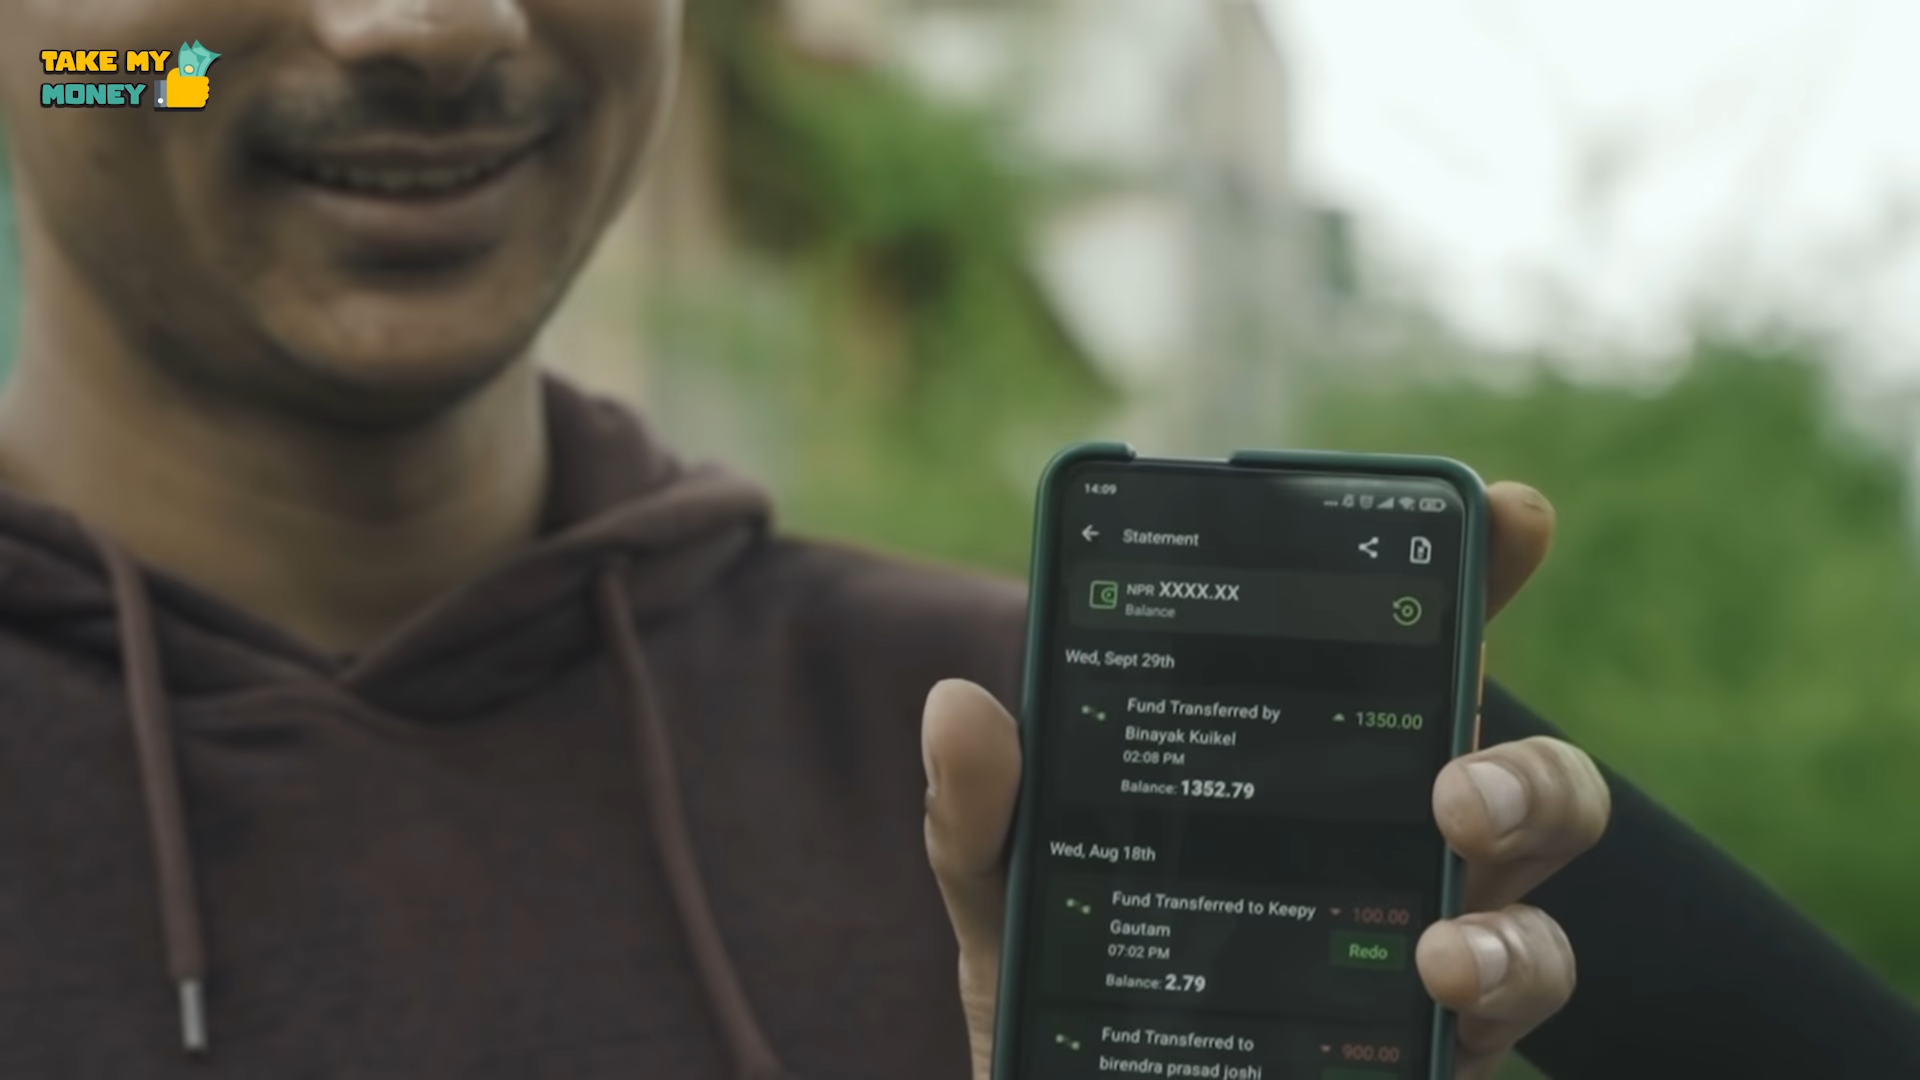 TAKE MY
MONEY
14:09
Statement
NPR XXXX.XX
Balance
Wed, Sept 29th
Fund Transferred by
Binayak Kuikel
1350.00
02:08 PM
Balance: 1352.79
Wed, Aug 18th
Fund Transferred to Keepy
Gautam
100.00
07:02 PM
Redo
Balance: 2.79
Fund Transferred to
birendra prasad joshi
900.00